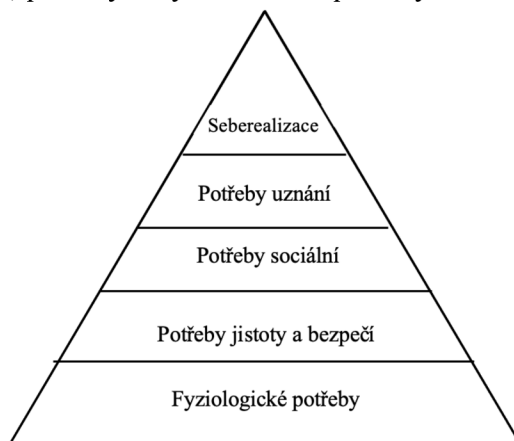 Seberealizace
Potřeby uznání
Potřeby sociální
Potřeby jistoty a bezpečí
Fyziologické potřeby